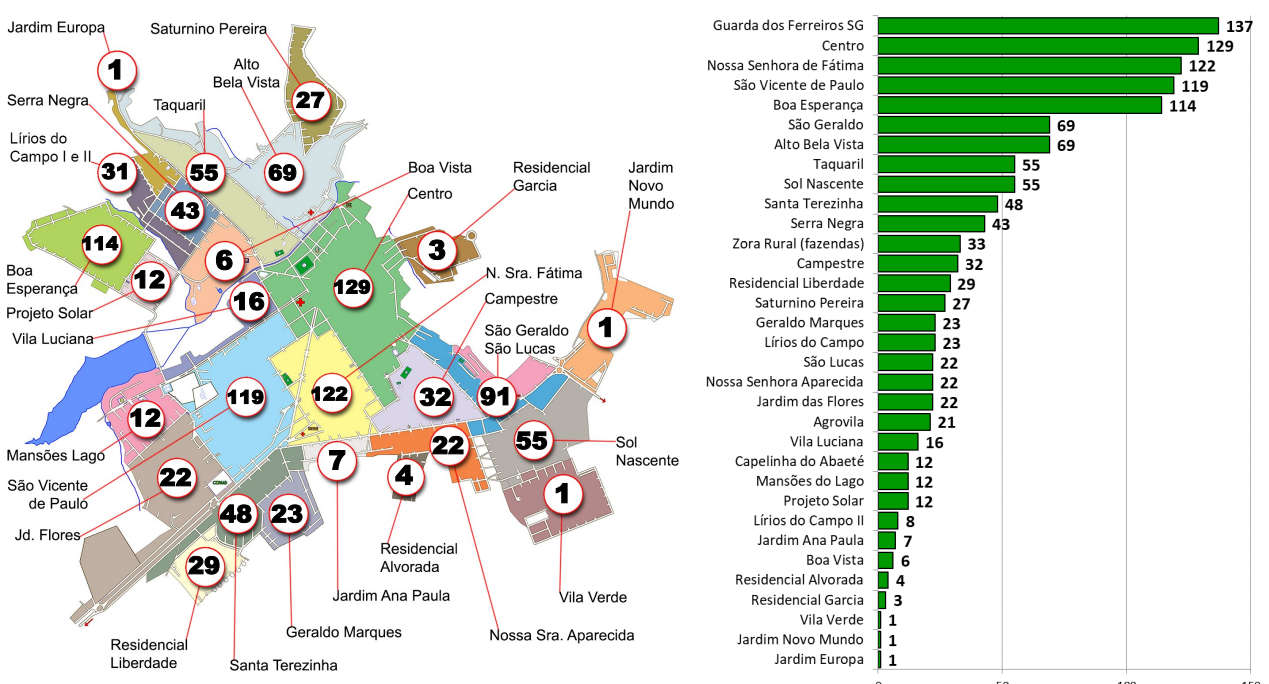 Jardim Europa
Saturnino Pereira
1
Alto
Bela Vista
Serra Negra
Taquaril
27
Lírios do
Campo I e II
31
55
69
43
Boa Vista
Centro
Residencial
Garcia
Jardim
Novo
Mundo
114
6
3
12
16
129
Boa
Esperança
Projeto Solar
Vila Luciana
N. Sra. Fátima
Campestre
São Geraldo
São Lucas
1
119
122
32
91
12
Mansões Lago
22
7
22
55
Sol
Nascente
4
1
São Vicente
de Paulo
Jd. Flores
48
23
29
Residencial
Alvorada
Jardim Ana Paula
Vila Verde
Geraldo Marques
Nossa Sra. Aparecida
Residencial
Liberdade
Santa Terezinha
Guarda dos Ferreiros SG 137
Centro 129
Nossa Senhora de Fátima 122
São Vicente de Paulo 119
Boa Esperança 114
São Geraldo 69
Alto Bela Vista 69
Taquaril 55
Sol Nascente 55
Santa Terezinha 48
Serra Negra 43
Zora Rural (fazendas) 33
Campestre 32
Residencial Liberdade 29
Saturnino Pereira 27
Geraldo Marques 23
Lírios do Campo 23
São Lucas 22
Nossa Senhora Aparecida 22
Jardim das Flores 22
Agrovila 21
Vila Luciana 16
Capelinha do Abaeté 12
Mansões do Lago 12
Projeto Solar 12
Lírios do Campo II 8
Jardim Ana Paula 7
Boa Vista 6
Residencial Alvorada 4
Residencial Garcia 3
Vila Verde 1
Jardim Novo Mundo 1
Jardim Europa 1